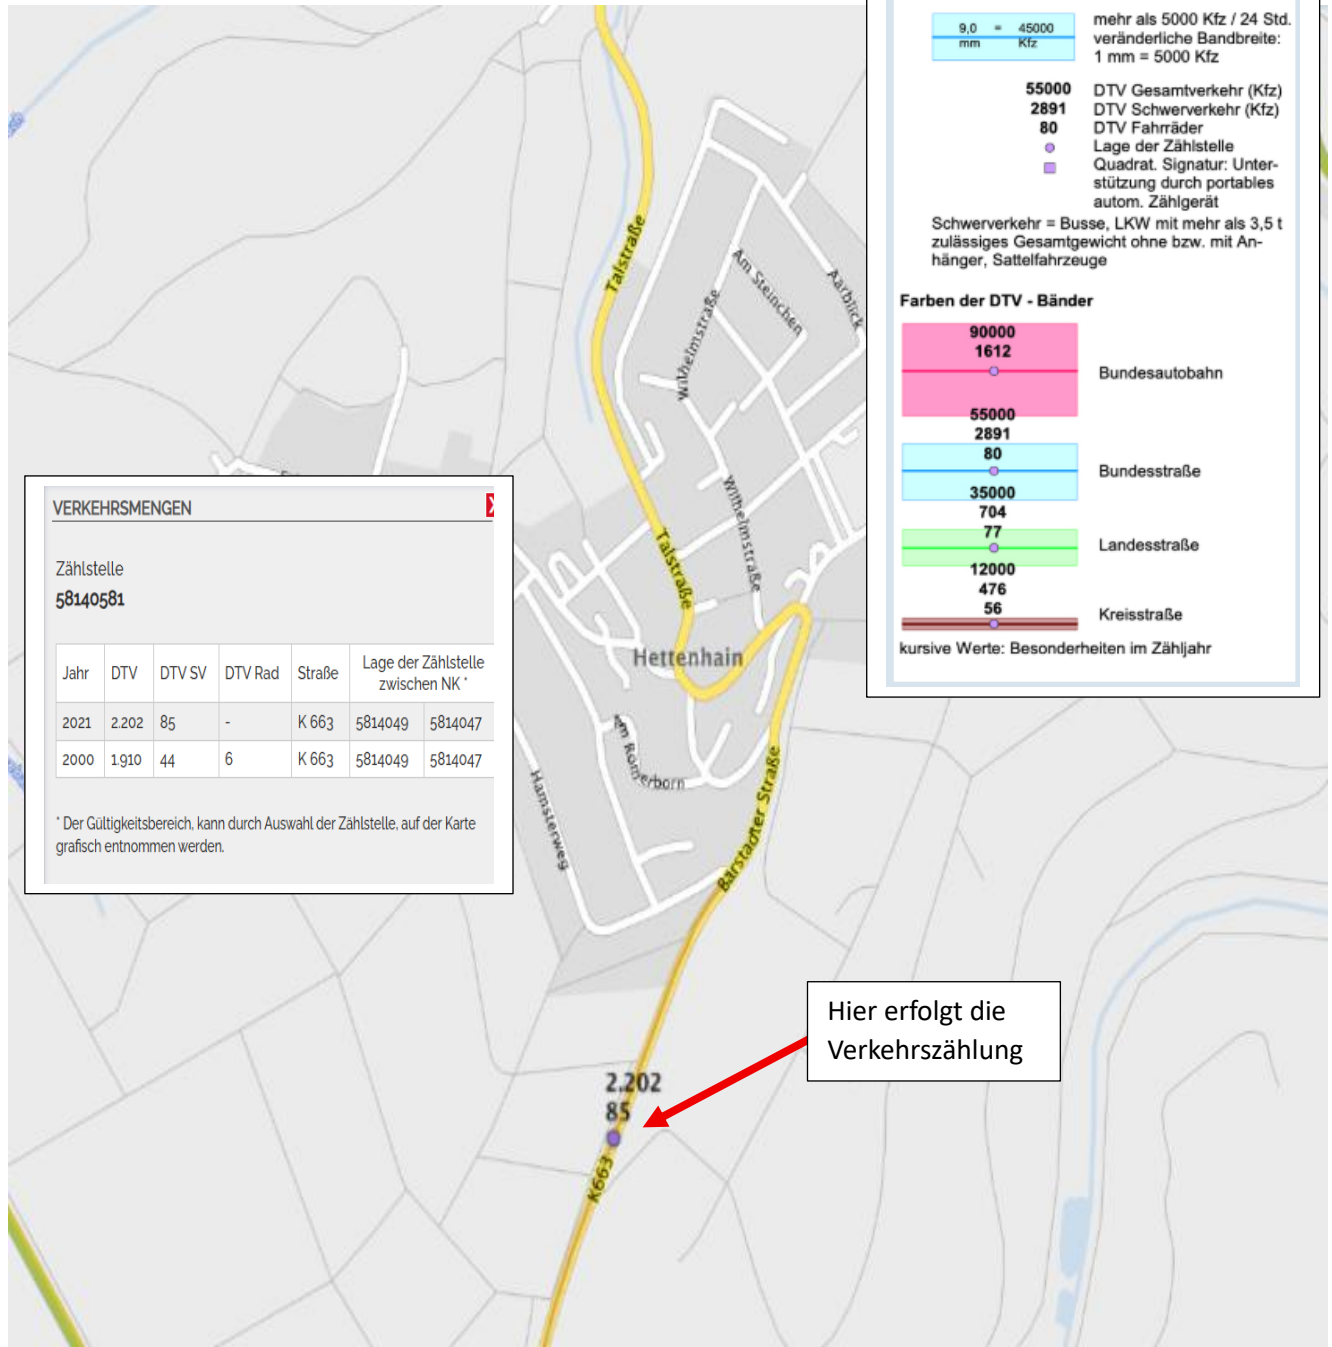 9,0 = 45000
mm Kfz
mehr als 5000 Kfz / 24 Std.
veränderliche Bandbreite:
1 mm = 5000 Kfz
55000 DTV Gesamtverkehr (Kfz)
2891 DTV Schwerverkehr (Kfz)
80 DTV Fahrräder
Lage der Zählstelle
Quadrat. Signatur: Unter-
stützung durch portables
autom. Zählgerät
Schwerverkehr = Busse, LKW mit mehr als 3,5 t
zulässiges Gesamtgewicht ohne bzw. mit An-
hänger, Sattelfahrzeuge
Farben der DTV - Bänder
90000
1612
Bundesautobahn
55000
2891
80
Bundesstraße
35000
704
77
Landesstraße
12000
476
56
Kreisstraße
kursive Werte: Besonderheiten im Zähljahr
Talstraße
Am Steinchen
Aarblick
Wilhelmstraße
Wilhelmstraße
Talstraße
Hettenhain
Am Römerborn
Hamsterweg
Bärstadter Straße
VERKEHRSMENGEN
Zählstelle
58140581
Jahr DTV DTV SV DTV Rad Straße Lage der Zählstelle
zwischen NK *
2021 2.202 85 - K 663 5814049 5814047
2000 1.910 44 6 K 663 5814049 5814047
* Der Gültigkeitsbereich, kann durch Auswahl der Zählstelle, auf der Karte
grafisch entnommen werden.
Hier erfolgt die
Verkehrszählung
2.202
85
K663